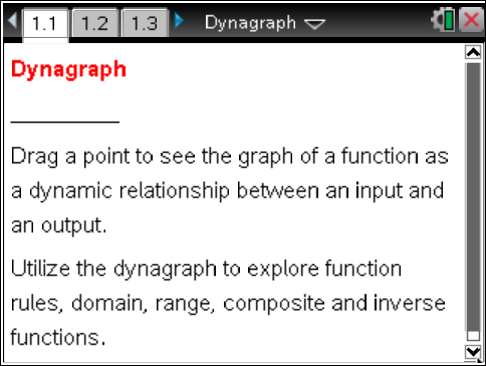 1.1 1.2 1.3 Dynagraph
Dynagraph
Drag a point to see the graph of a function as
a dynamic relationship between an input and
an output.
Utilize the dynagraph to explore function
rules, domain, range, composite and inverse
functions.